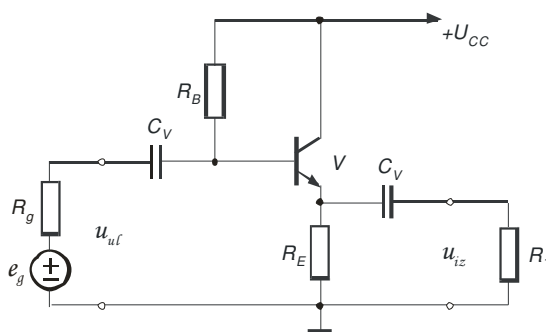 +U_CC
R_B
C_V
V
C_V
R_g
u_ul
R_E
u_iz
R
e_g